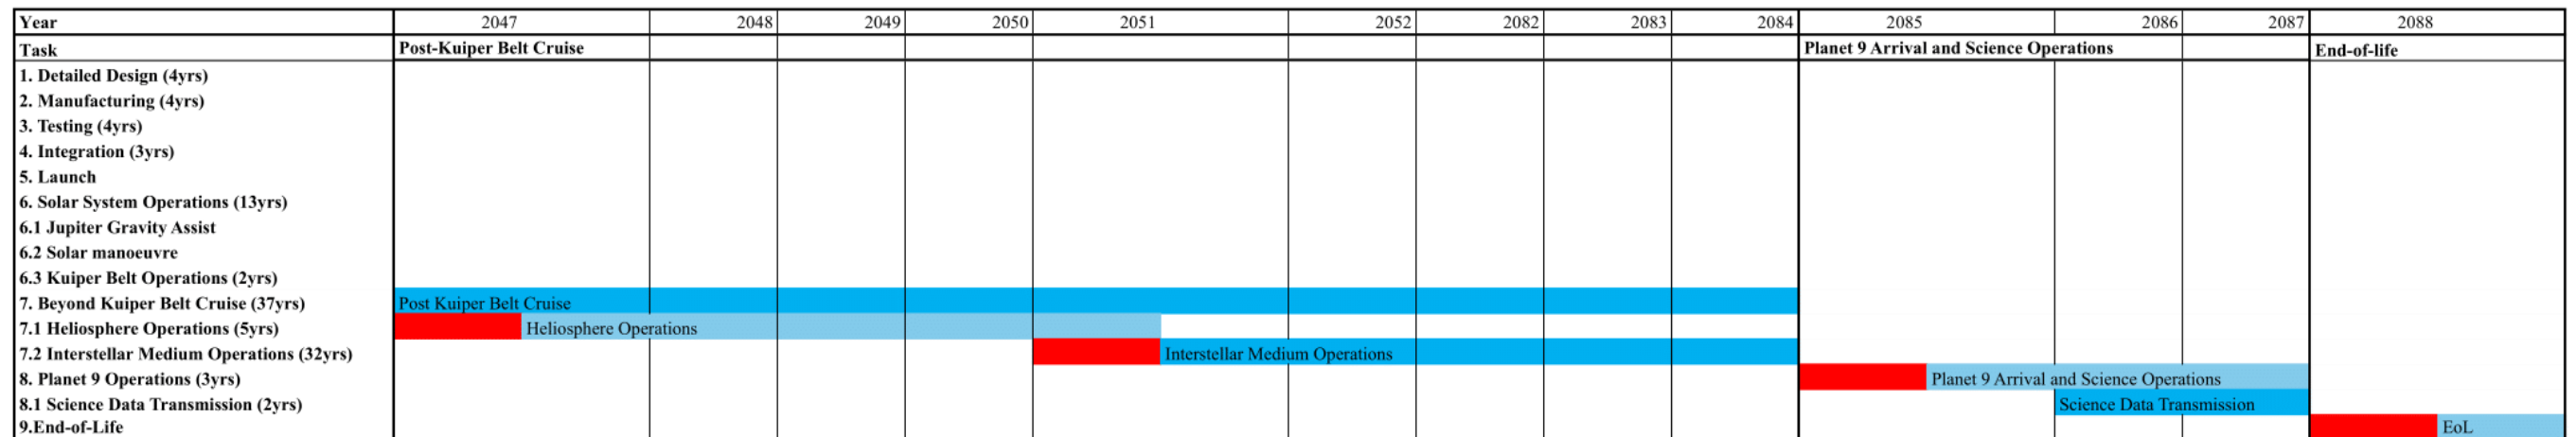 Year 2047 2048 2049 2050 2051 2052 2082 2083 2084 2085 2086 2087 2088
Task Post-Kuiper Belt Cruise Planet 9 Arrival and Science Operations End-of-life
1. Detailed Design (4yrs)
2. Manufacturing (4yrs)
3. Testing (4yrs)
4. Integration (3yrs)
5. Launch
6. Solar System Operations (13yrs)
6.1 Jupiter Gravity Assist
6.2 Solar manoeuvre
6.3 Kuiper Belt Operations (2yrs)
7. Beyond Kuiper Belt Cruise (37yrs) Post Kuiper Belt Cruise
7.1 Heliosphere Operations (5yrs) Heliosphere Operations
7.2 Interstellar Medium Operations (32yrs) Interstellar Medium Operations
8. Planet 9 Operations (3yrs) Planet 9 Arrival and Science Operations
8.1 Science Data Transmission (2yrs) Science Data Transmission
9.End-of-Life EoL